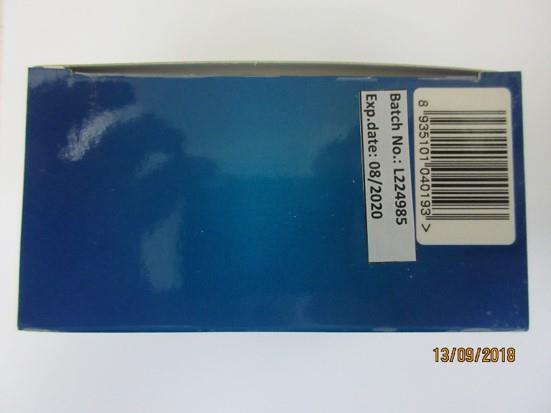 Batch No.: L224985
Exp.date: 08/2020
8 935101 040193 >
13/09/2018